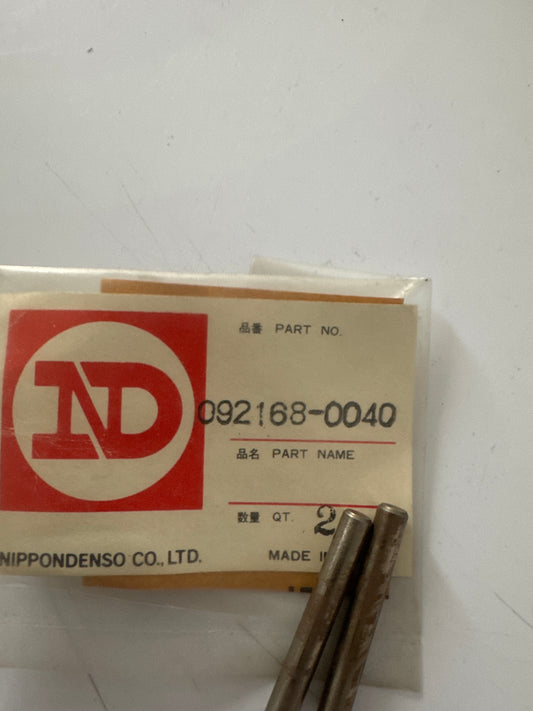 品番 PART NO.
ND
092168-0040
品名 PART NAME
数量 QT. 2
NIPPONDENSO CO., LTD.
MADE IN